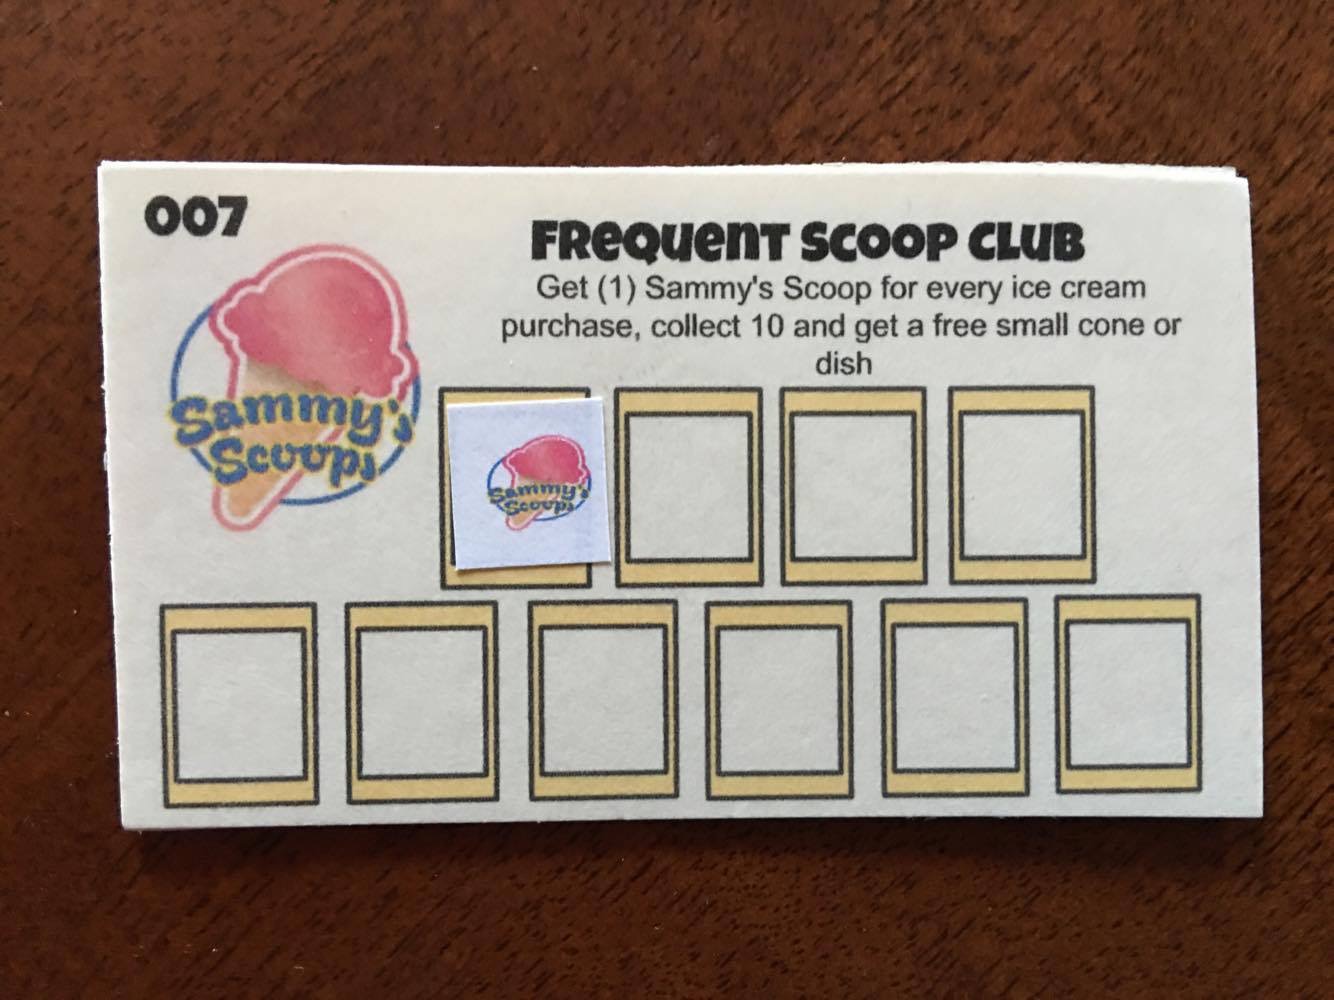 007
FREQUENT SCOOP CLUB
Get (1) Sammy's Scoop for every ice cream
purchase, collect 10 and get a free small cone or
dish
Sammy's
Scoops
Sammy's
Scoops